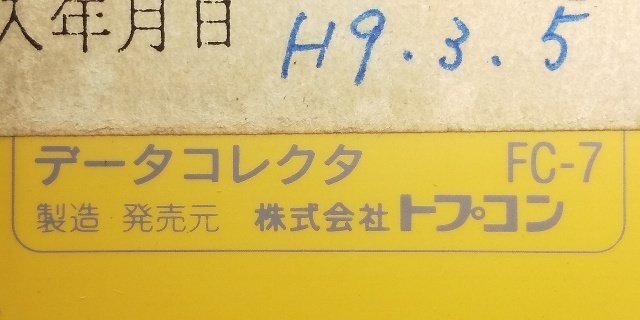 年月日 H9.3.5
データコレクタ FC-7
製造 発売元 株式会社トプコン